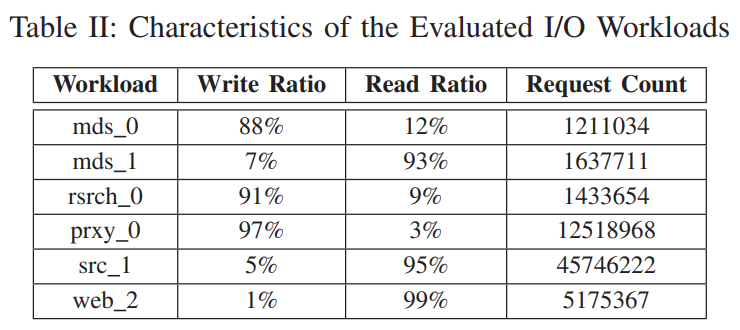 Table II: Characteristics of the Evaluated I/O Workloads
Workload Write Ratio Read Ratio Request Count
mds_0 88% 12% 1211034
mds_1 7% 93% 1637711
rsrch_0 91% 9% 1433654
prxy_0 97% 3% 12518968
src_1 5% 95% 45746222
web_2 1% 99% 5175367